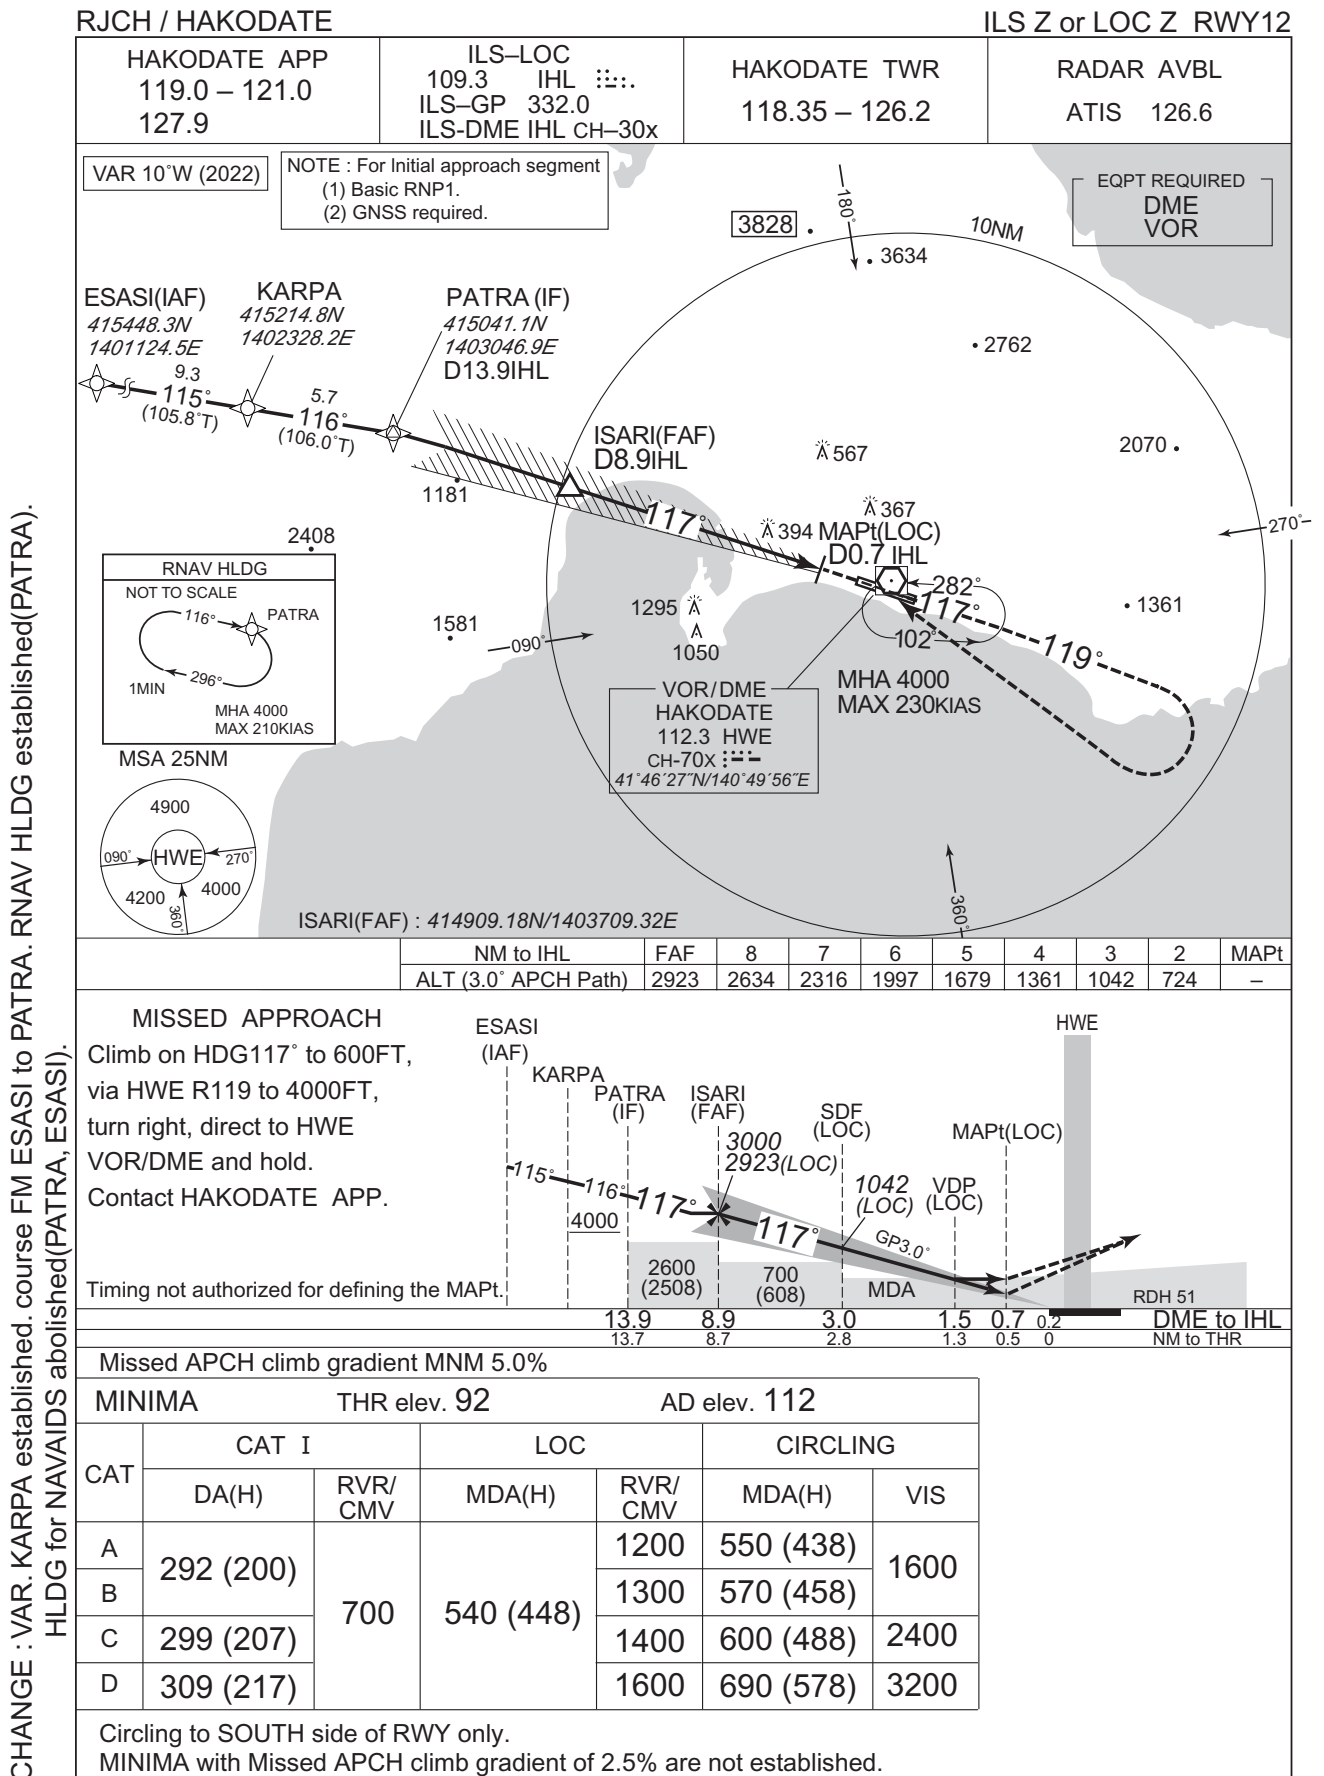 RJCH / HAKODATE
ILS Z or LOC Z RWY12
HAKODATE APP
119.0 – 121.0
127.9
ILS–LOC
109.3 IHL
ILS–GP 332.0
ILS-DME IHL CH–30x
HAKODATE TWR
118.35 – 126.2
RADAR AVBL
ATIS 126.6
VAR 10˚W (2022)
NOTE : For Initial approach segment
(1) Basic RNP1.
(2) GNSS required.
EQPT REQUIRED
DME
VOR
180˚
3828
10NM
3634
2762
ESASI(IAF)
415448.3N
1401124.5E
KARPA
415214.8N
1402328.2E
PATRA (IF)
415041.1N
1403046.9E
D13.9IHL
9.3
115˚
(105.8˚T)
5.7
116˚
(106.0˚T)
ISARI(FAF)
D8.9IHL
567
2070
1181
117˚
367
394
MAPt(LOC)
D0.7 IHL
270˚
2408
RNAV HLDG
NOT TO SCALE
116˚
PATRA
296˚
1MIN
MHA 4000
MAX 210KIAS
1581
090˚
1295
1050
282˚
117˚
102˚
119˚
1361
MHA 4000
MAX 230KIAS
VOR/DME
HAKODATE
112.3 HWE
CH-70X
41˚46´27˝N/140˚49´56˝E
MSA 25NM
4900
090˚
HWE
270˚
4200
4000
360˚
360˚
ISARI(FAF) : 414909.18N/1403709.32E
NM to IHL FAF 8 7 6 5 4 3 2 MAPt
ALT (3.0˚ APCH Path) 2923 2634 2316 1997 1679 1361 1042 724 –
MISSED APPROACH
Climb on HDG117˚ to 600FT,
via HWE R119 to 4000FT,
turn right, direct to HWE
VOR/DME and hold.
Contact HAKODATE APP.
Timing not authorized for defining the MAPt.
ESASI
(IAF)
KARPA
PATRA
(IF)
ISARI
(FAF)
SDF
(LOC)
MAPt(LOC)
HWE
3000
2923(LOC)
1042
(LOC)
VDP
(LOC)
115˚
116˚
117˚
117˚
GP3.0˚
4000
2600
(2508)
700
(608)
MDA
RDH 51
13.9 8.9 3.0 1.5 0.7 0.2 DME to IHL
13.7 8.7 2.8 1.3 0.5 0 NM to THR
Missed APCH climb gradient MNM 5.0%
MINIMA THR elev. 92 AD elev. 112
CAT
CAT I
LOC
CIRCLING
DA(H)
RVR/
CMV
MDA(H)
RVR/
CMV
MDA(H)
VIS
A 292 (200) 700 540 (448) 1200 550 (438) 1600
B 1300 570 (458)
C 299 (207) 1400 600 (488) 2400
D 309 (217) 1600 690 (578) 3200
Circling to SOUTH side of RWY only.
MINIMA with Missed APCH climb gradient of 2.5% are not established.
CHANGE : VAR. KARPA established. course FM ESASI to PATRA. RNAV HLDG established(PATRA).
HLDG for NAVAIDS abolished(PATRA, ESASI).